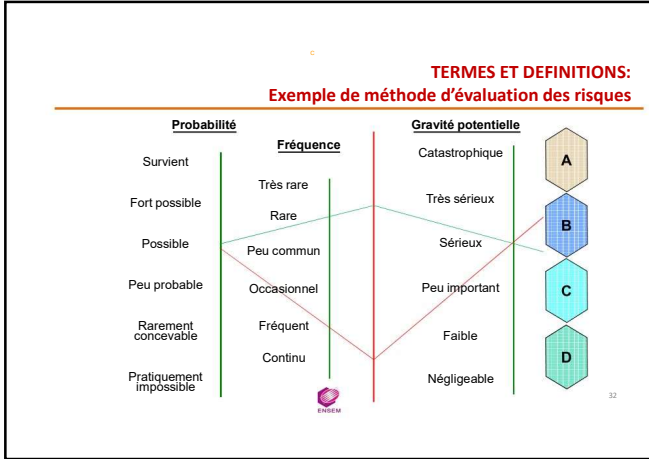 C
TERMES ET DEFINITIONS:
Exemple de méthode d'évaluation des risques
Probabilité
Survient
Fort possible
Possible
Peu probable
Rarement
concevable
Pratiquement
impossible
Fréquence
Très rare
Rare
Peu commun
Occasionnel
Fréquent
Continu
Gravité potentielle
Catastrophique
Très sérieux
Sérieux
Peu important
Faible
Négligeable
A
B
C
D
ENSEM
32